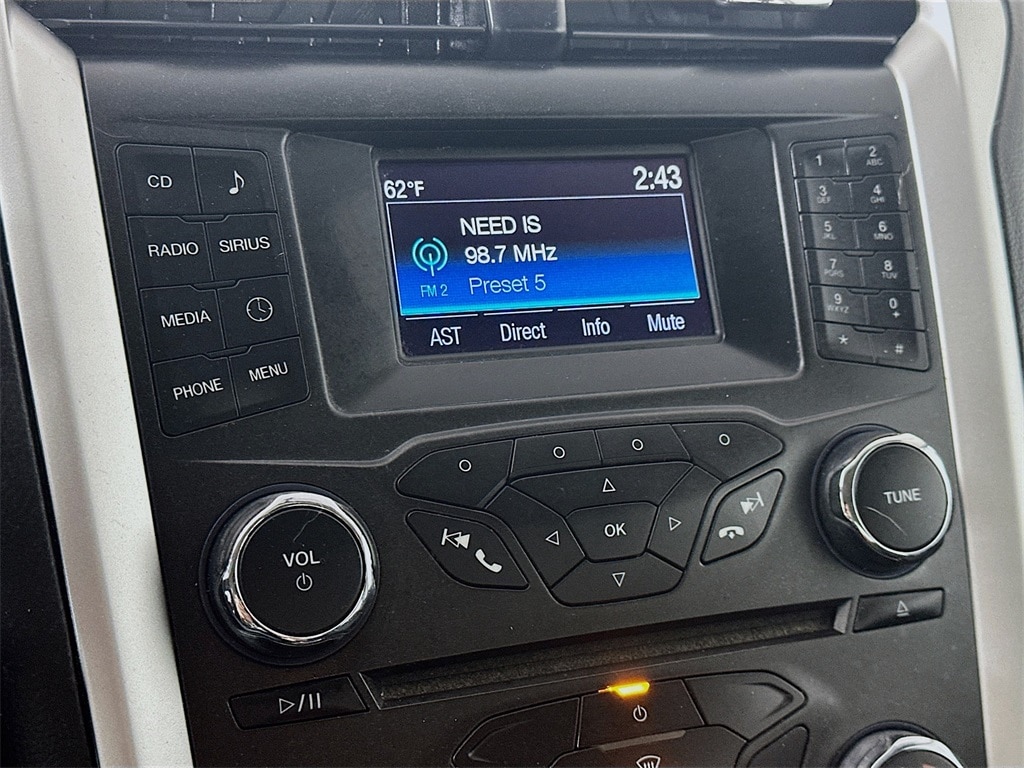 62°F 2:43
NEED IS
98.7 MHz
FM 2 Preset 5
AST Direct Info Mute
CD
RADIO SIRIUS
MEDIA
PHONE MENU
1 2 ABC
3 DEF 4 GHI
5 JKL 6 MNO
7 PQRS 8 TUV
9 WXYZ 0 +
* #
OK
VOL
TUNE